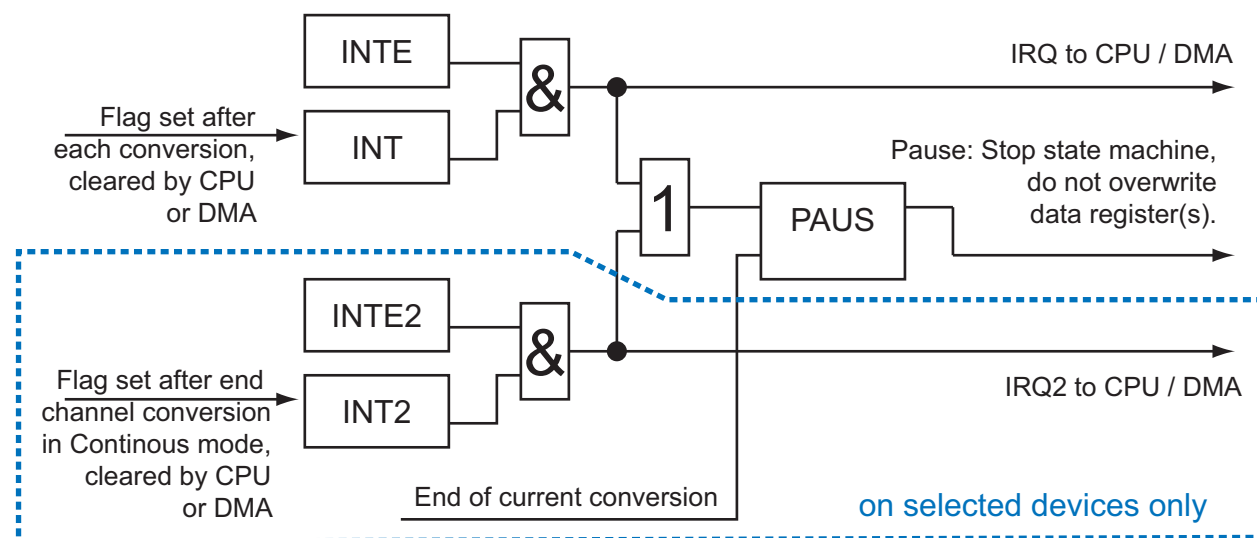 INTE
&
IRQ to CPU / DMA
Flag set after
each conversion,
cleared by CPU
or DMA
INT
1
PAUS
Pause: Stop state machine,
do not overwrite
data register(s).
INTE2
&
Flag set after end
channel conversion
in Continous mode,
cleared by CPU
or DMA
INT2
IRQ2 to CPU / DMA
End of current conversion
on selected devices only